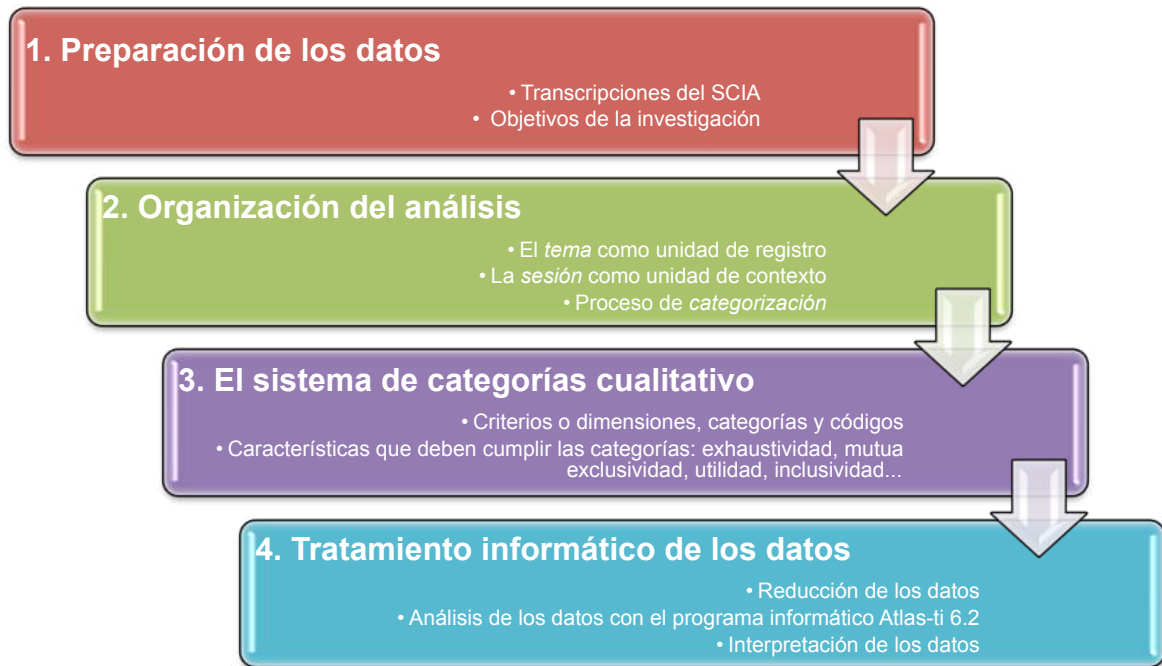 1. Preparación de los datos
• Transcripciones del SCIA
• Objetivos de la investigación
2. Organización del análisis
• El tema como unidad de registro
• La sesión como unidad de contexto
• Proceso de categorización
3. El sistema de categorías cualitativo
• Criterios o dimensiones, categorías y códigos
• Características que deben cumplir las categorías: exhaustividad, mutua
exclusividad, utilidad, inclusividad...
4. Tratamiento informático de los datos
• Reducción de los datos
• Análisis de los datos con el programa informático Atlas-ti 6.2
• Interpretación de los datos